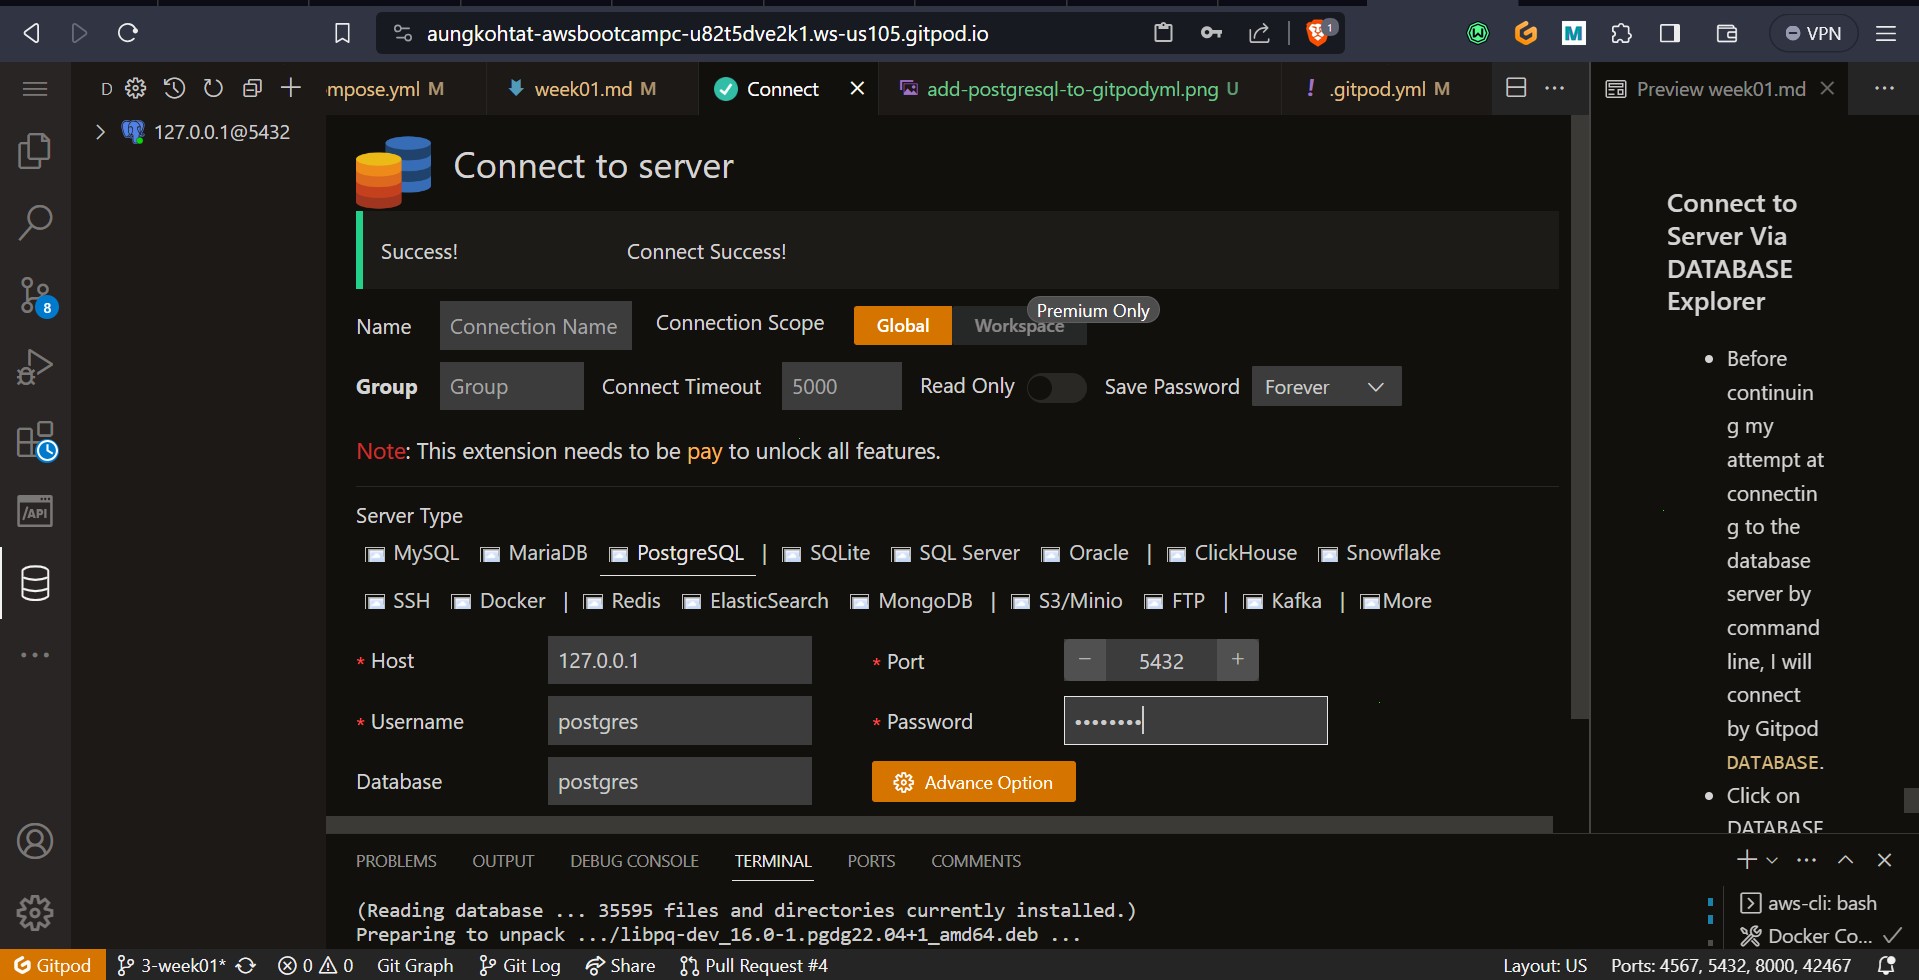 aungkohtat-awsbootcampc-u82t5dve2k1.ws-us105.gitpod.io
1
M
VPN
D
mpose.yml M
week01.md M
Connect
add-postgresql-to-gitpodyml.png U
! .gitpod.yml M
Preview week01.md
127.0.0.1@5432
Connect to server
Success! Connect Success!
Name Connection Name Connection Scope Global Workspace Premium Only
Group Group Connect Timeout 5000 Read Only Save Password Forever
Note: This extension needs to be pay to unlock all features.
Server Type
MySQL MariaDB PostgreSQL | SQLite SQL Server Oracle | ClickHouse Snowflake
SSH Docker | Redis ElasticSearch MongoDB | S3/Minio FTP | Kafka | More
* Host 127.0.0.1 * Port − 5432 +
* Username postgres * Password ••••••••
Database postgres Advance Option
8
/API
Connect to
Server Via
DATABASE
Explorer
• Before
continuin
g my
attempt at
connectin
g to the
database
server by
command
line, I will
connect
by Gitpod
DATABASE.
• Click on
DATABASE
PROBLEMS OUTPUT DEBUG CONSOLE TERMINAL PORTS COMMENTS
(Reading database ... 35595 files and directories currently installed.)
Preparing to unpack .../libpq-dev_16.0-1.pgdg22.04+1_amd64.deb ...
aws-cli: bash
Docker Co...
Gitpod 3-week01* 0 0 Git Graph Git Log Share Pull Request #4 Layout: US Ports: 4567, 5432, 8000, 42467